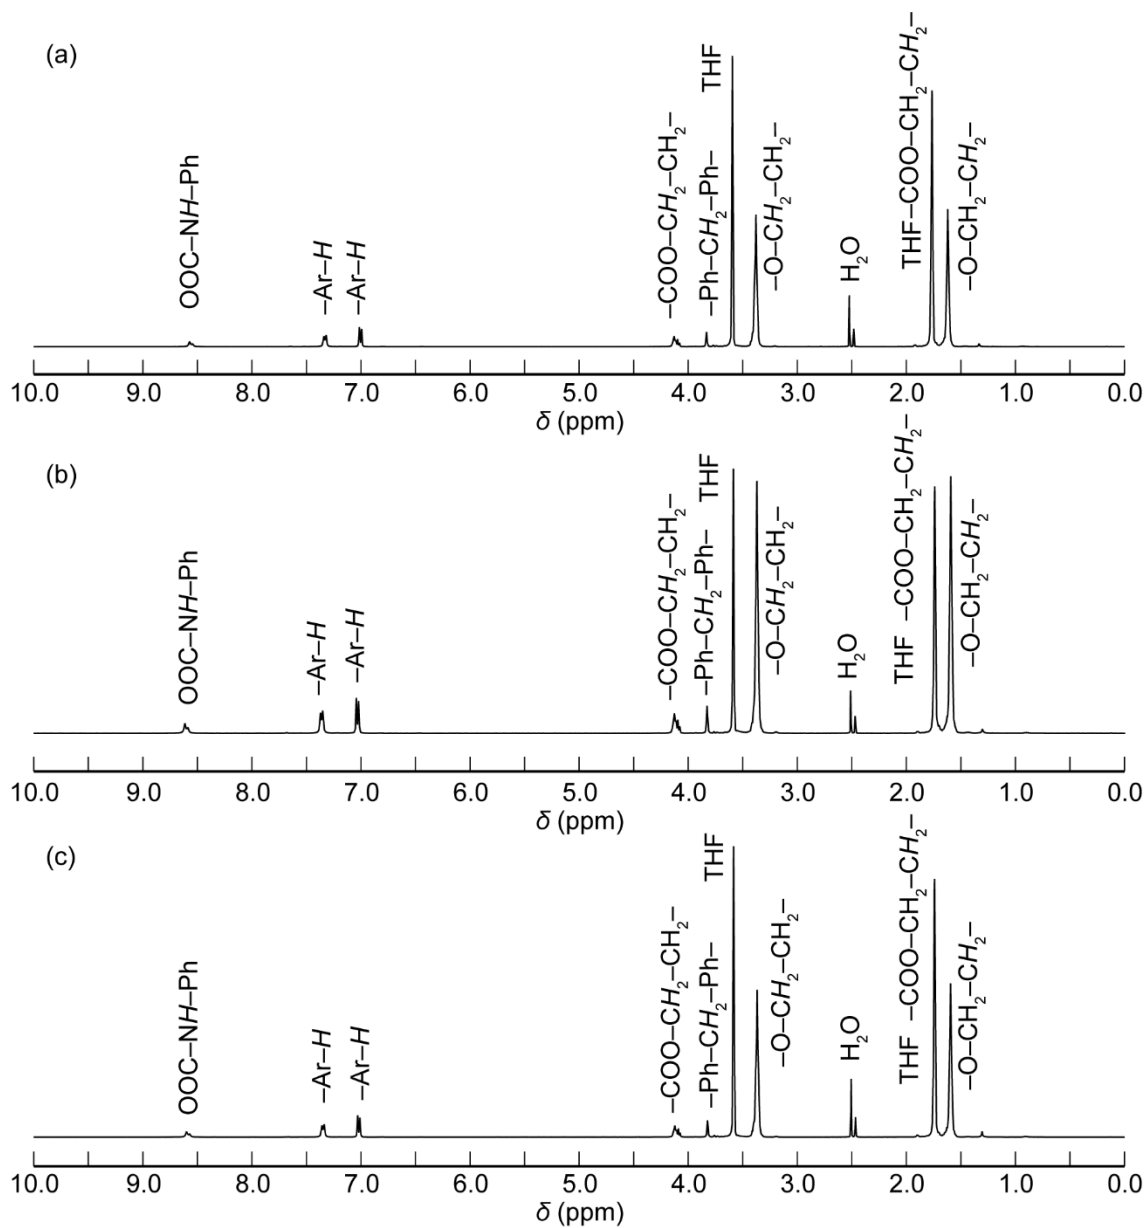 (a)
OOC–NH–Ph
–Ar–H
–Ar–H
–COO–CH₂–CH₂–
–Ph–CH₂–Ph–
THF
–O–CH₂–CH₂–
H₂O
THF–COO–CH₂–CH₂–
–O–CH₂–CH₂–
10.0 9.0 8.0 7.0 6.0 5.0 4.0 3.0 2.0 1.0 0.0
δ (ppm)
(b)
OOC–NH–Ph
–Ar–H
–Ar–H
–COO–CH₂–CH₂–
–Ph–CH₂–Ph–
THF
–O–CH₂–CH₂–
H₂O
THF –COO–CH₂–CH₂–
–O–CH₂–CH₂–
10.0 9.0 8.0 7.0 6.0 5.0 4.0 3.0 2.0 1.0 0.0
δ (ppm)
(c)
OOC–NH–Ph
–Ar–H
–Ar–H
–COO–CH₂–CH₂–
–Ph–CH₂–Ph–
THF
–O–CH₂–CH₂–
H₂O
THF –COO–CH₂–CH₂–
–O–CH₂–CH₂–
10.0 9.0 8.0 7.0 6.0 5.0 4.0 3.0 2.0 1.0 0.0
δ (ppm)